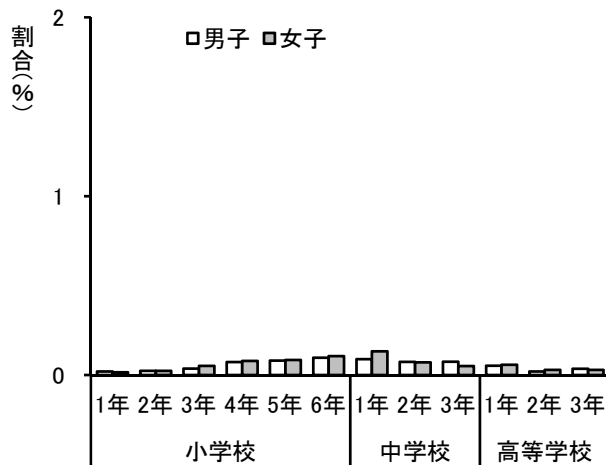 割合(%)
2
□男子 ■女子
1
0
1年 2年 3年 4年 5年 6年 1年 2年 3年 1年 2年 3年
小学校 中学校 高等学校